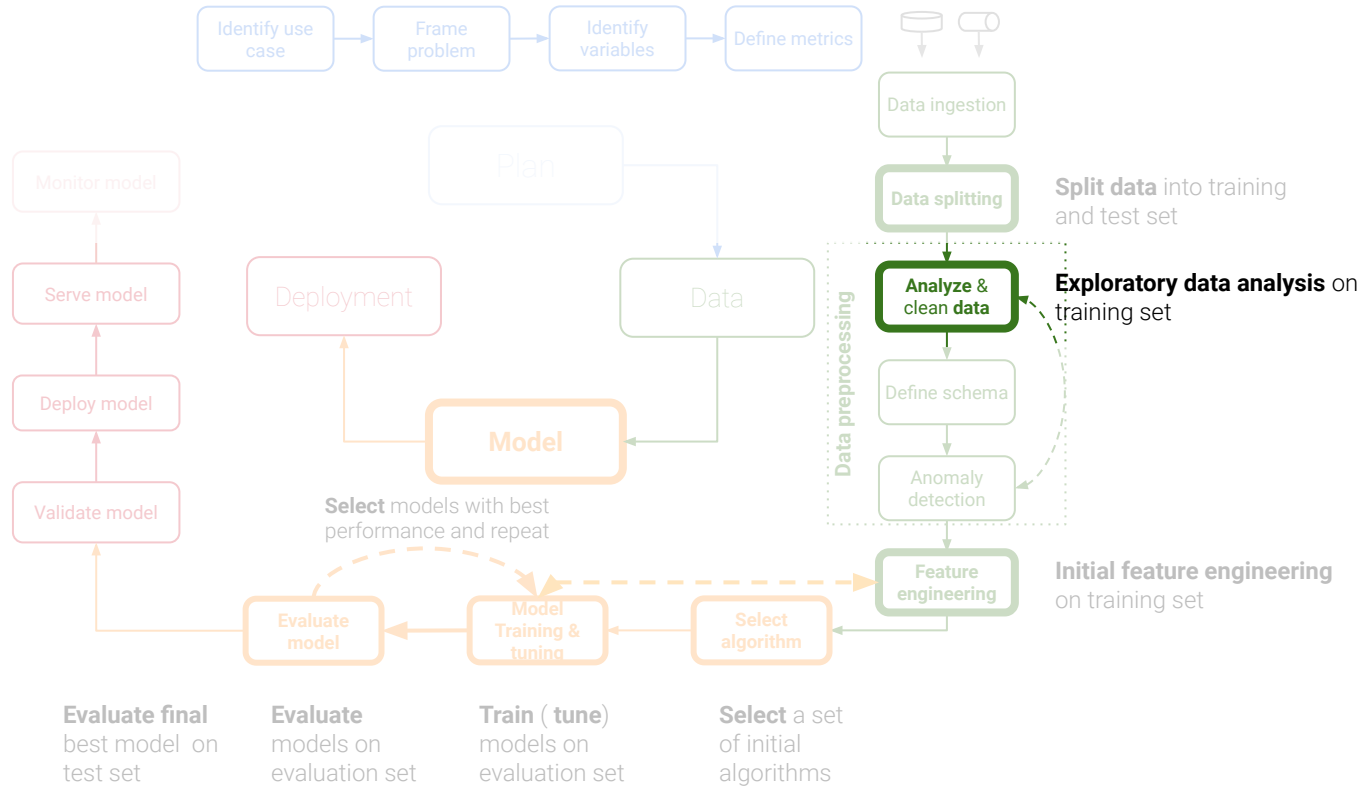 Identify use
case
Frame
problem
Identify
variables
Define metrics
Data ingestion
Plan
Monitor model
Data splitting
Split data into training
and test set
Serve model
Deployment
Data
Data preprocessing
Analyze &
clean data
Exploratory data analysis on
training set
Deploy model
Model
Define schema
Validate model
Select models with best
performance and repeat
Anomaly
detection
Feature
engineering
Initial feature engineering
on training set
Evaluate
model
Model
Training &
tuning
Select
algorithm
Evaluate final
best model on
test set
Evaluate
models on
evaluation set
Train ( tune)
models on
evaluation set
Select a set
of initial
algorithms